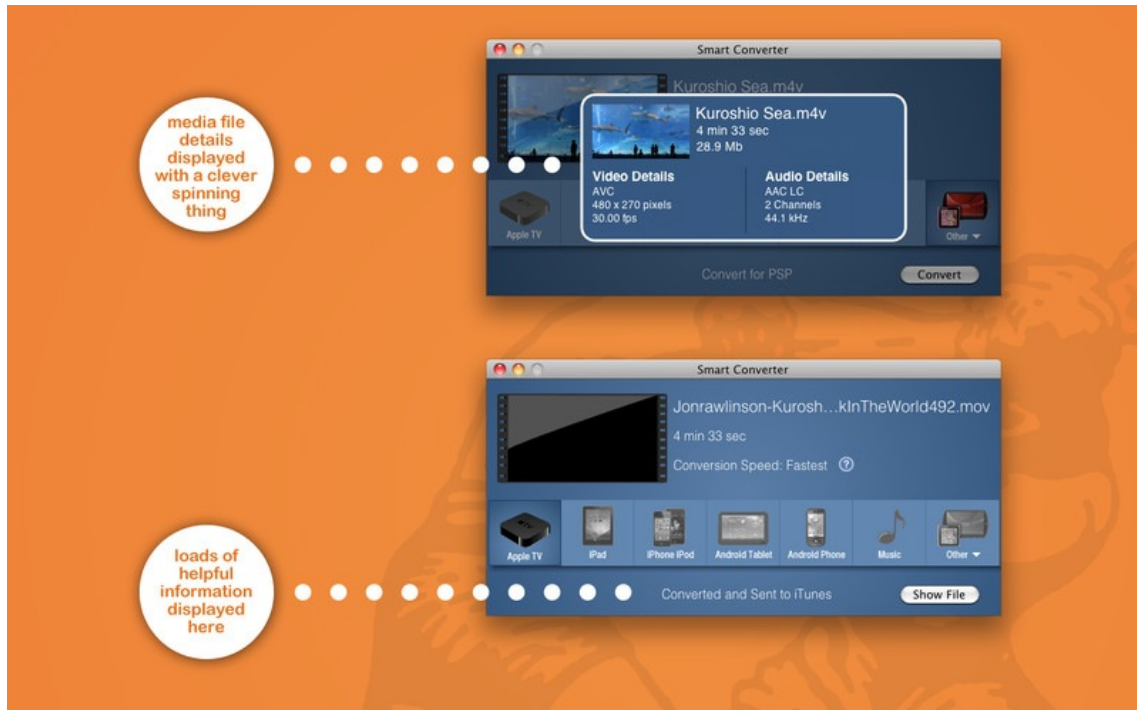 Smart Converter
Kuroshio Sea.m4v
media file
details
displayed
with a clever
spinning
thing
Kuroshio Sea.m4v
4 min 33 sec
28.9 Mb
Video Details
AVC
480 x 270 pixels
30.00 fps
Audio Details
AAC LC
2 Channels
44.1 kHz
Apple TV
Other
Convert for PSP
Convert
Smart Converter
Jonrawlinson-Kurosh...kInTheWorld492.mov
4 min 33 sec
Conversion Speed: Fastest ?
tv
Apple TV
iPad
iPhone iPod
Android Tablet
Android Phone
Music
Other
loads of
helpful
information
displayed
here
Converted and Sent to iTunes
Show File